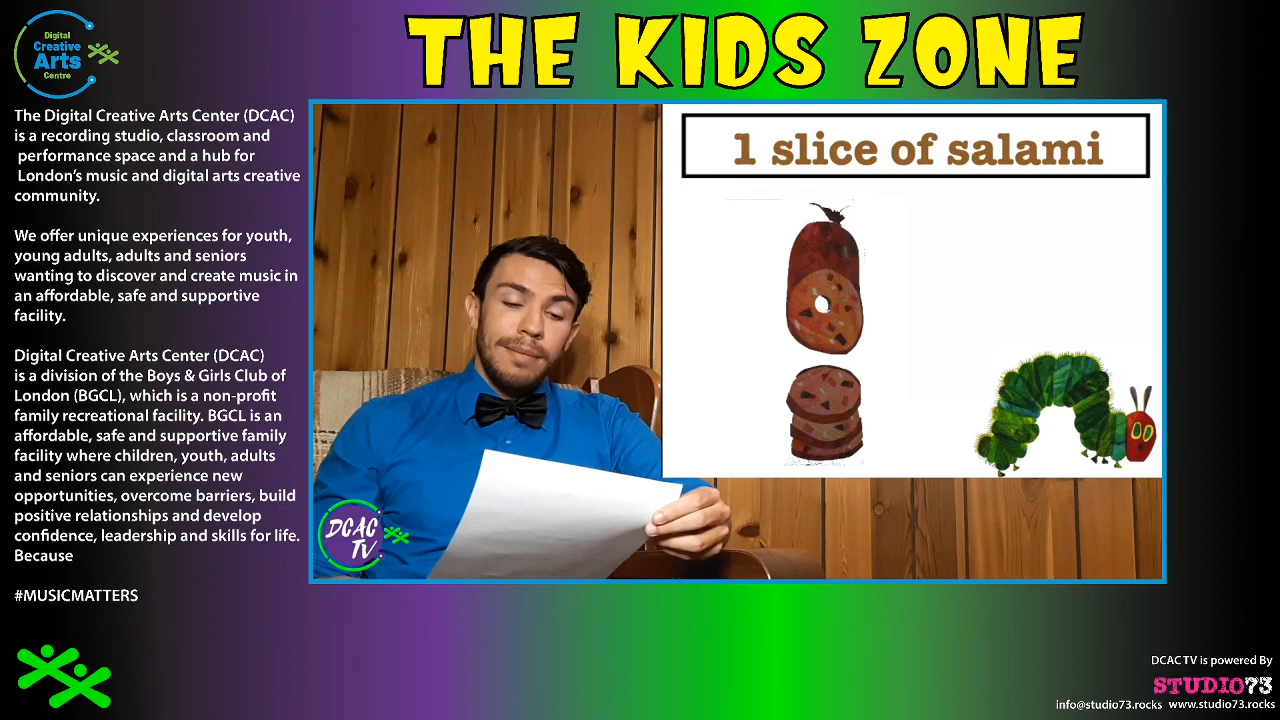 Digital
Creative
Arts
Centre
THE KIDS ZONE
The Digital Creative Arts Center (DCAC)
is a recording studio, classroom and
performance space and a hub for
London's music and digital arts creative
community.
We offer unique experiences for youth,
young adults, adults and seniors
wanting to discover and create music in
an affordable, safe and supportive
facility.
Digital Creative Arts Center (DCAC)
is a division of the Boys & Girls Club of
London (BGCL), which is a non-profit
family recreational facility. BGCL is an
affordable, safe and supportive family
facility where children, youth, adults
and seniors can experience new
opportunities, overcome barriers, build
positive relationships and develop
confidence, leadership and skills for life.
Because
#MUSICMATTERS
1 slice of salami
DCAC
TV
DCAC TV is powered By
STUDIO73
info@studio73.rocks www.studio73.rocks